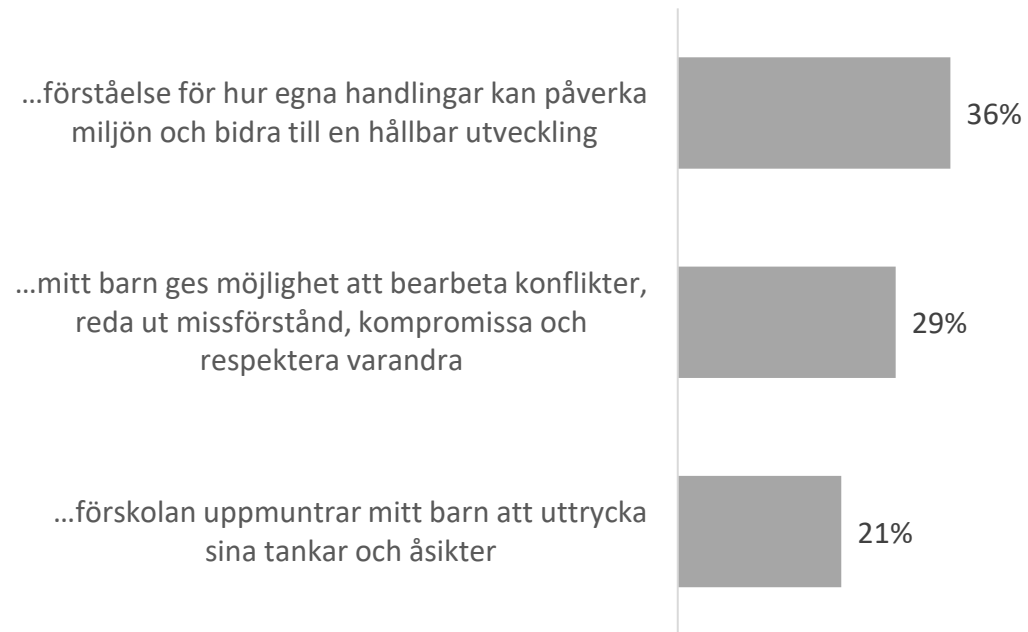 ...förståelse för hur egna handlingar kan påverka
miljön och bidra till en hållbar utveckling
36%
...mitt barn ges möjlighet att bearbeta konflikter,
reda ut missförstånd, kompromissa och
respektera varandra
29%
...förskolan uppmuntrar mitt barn att uttrycka
sina tankar och åsikter
21%